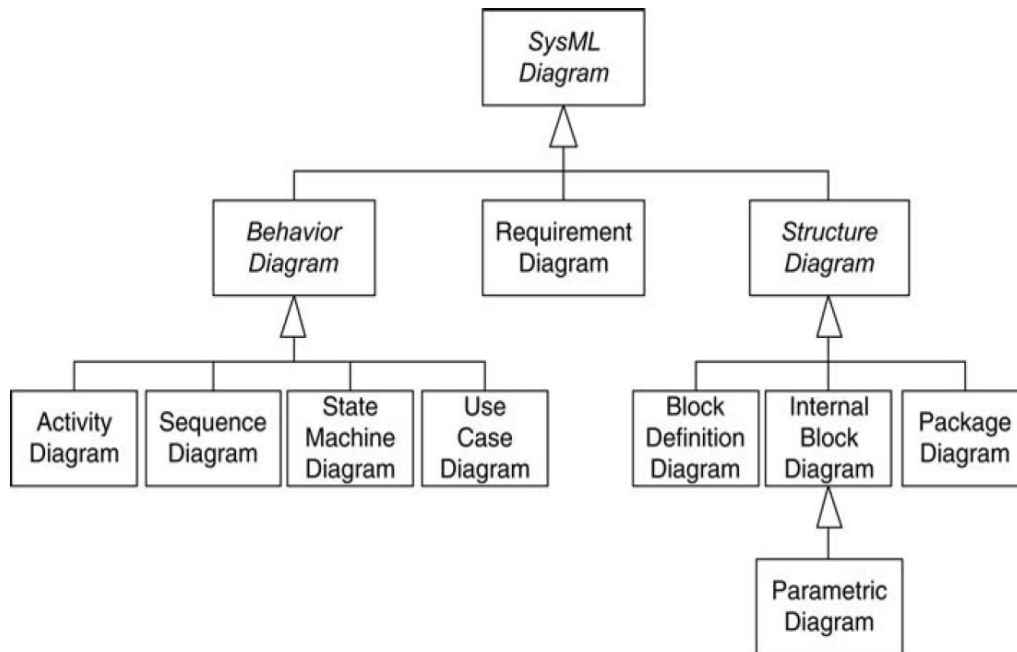 SysML
Diagram
Behavior
Diagram
Requirement
Diagram
Structure
Diagram
Activity
Diagram
Sequence
Diagram
State
Machine
Diagram
Use
Case
Diagram
Block
Definition
Diagram
Internal
Block
Diagram
Package
Diagram
Parametric
Diagram